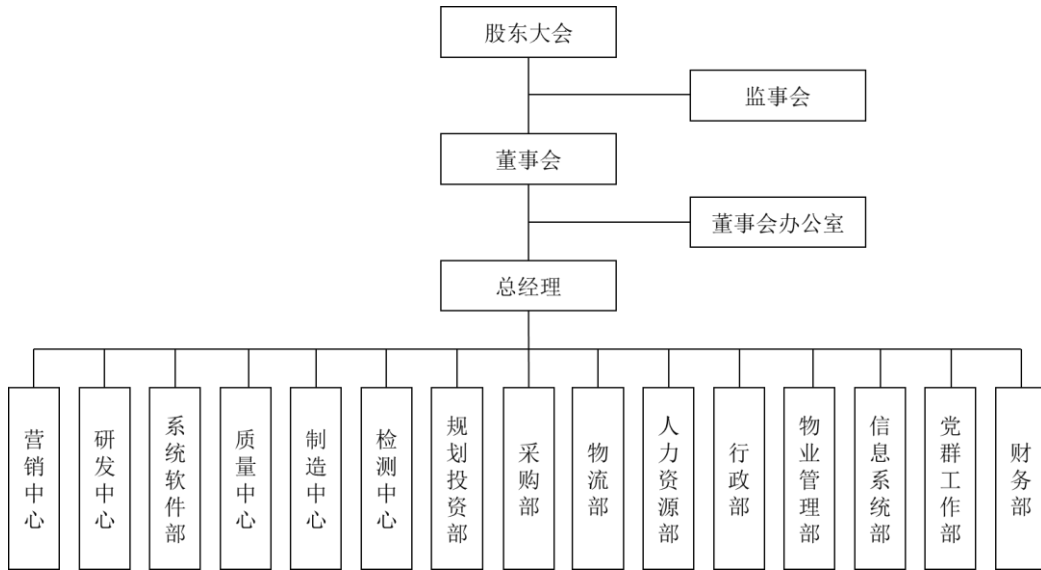 股东大会
监事会
董事会
董事会办公室
总经理
营销中心
研发中心
系统软件部
质量中心
制造中心
检测中心
规划投资部
采购部
物流部
人力资源部
行政部
物业管理部
信息系统部
党群工作部
财务部